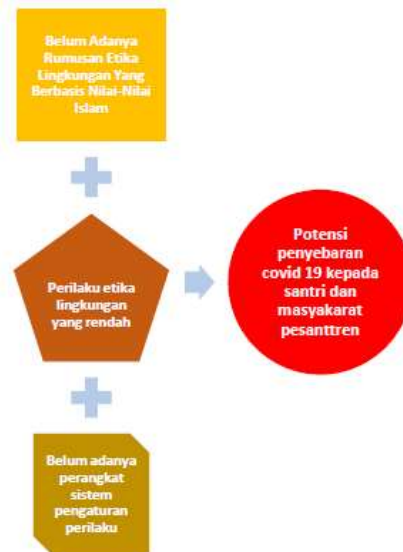 Belum Adanya
Rumusan Etika
Lingkungan Yang
Berbasis Nilai-Nilai
Islam
Perilaku etika
lingkungan
yang rendah
Belum adanya
perangkat
sistem
pengaturan
perilaku
Potensi
penyebaran
covid 19 kepada
santri dan
masyakarat
pesanttren